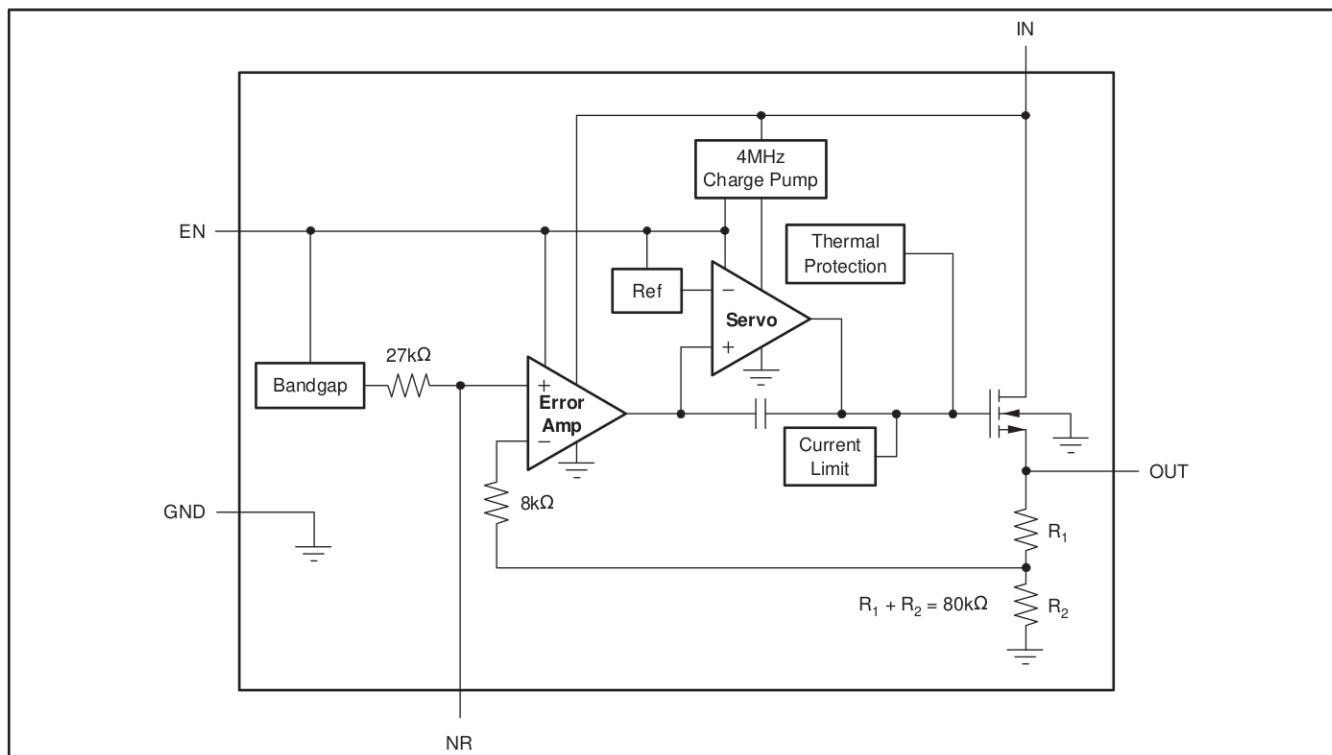 IN
4MHz
Charge Pump
EN
Thermal
Protection
Ref
−
Servo
+
27kΩ
Bandgap
+
Error
Amp
−
Current
Limit
OUT
8kΩ
GND
R1
R1 + R2 = 80kΩ
R2
NR